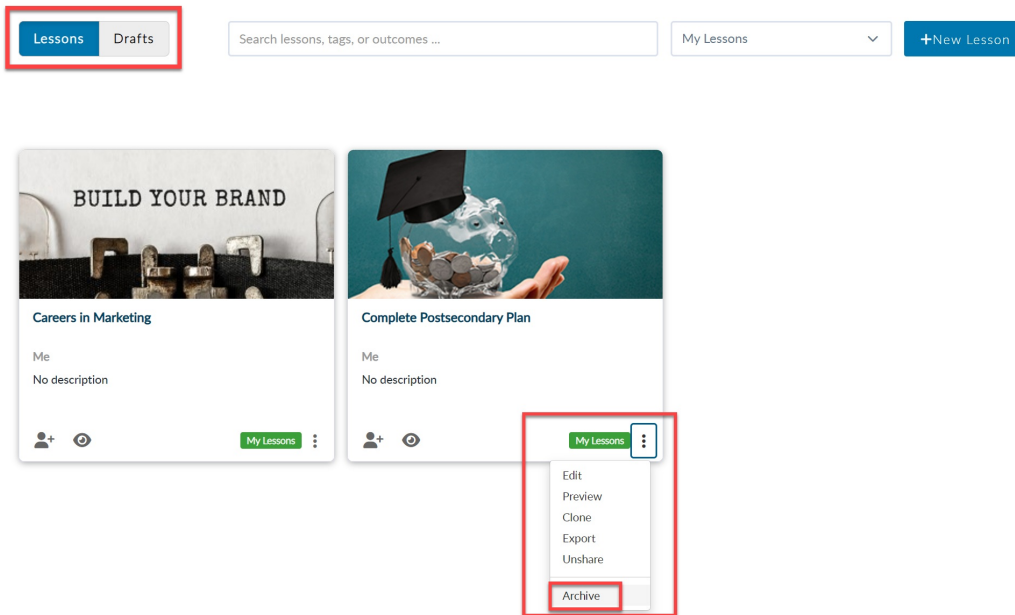 Lessons Drafts Search lessons, tags, or outcomes ... My Lessons +New Lesson
BUILD YOUR BRAND
Careers in Marketing
Me
No description
My Lessons
Complete Postsecondary Plan
Me
No description
My Lessons
Edit
Preview
Clone
Export
Unshare
Archive